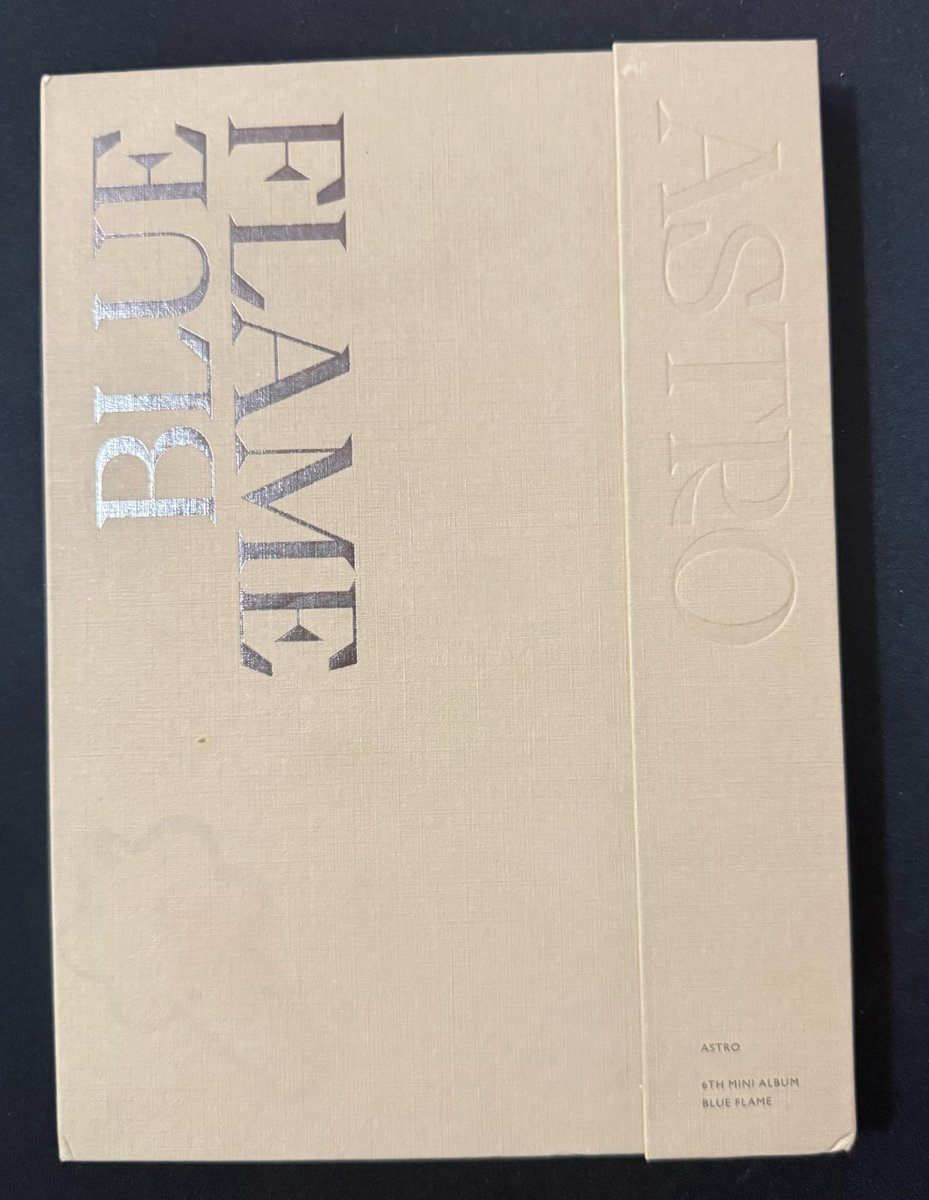 BLUE
FLAME
ASTRO
ASTRO
6TH MINI ALBUM
BLUE FLAME